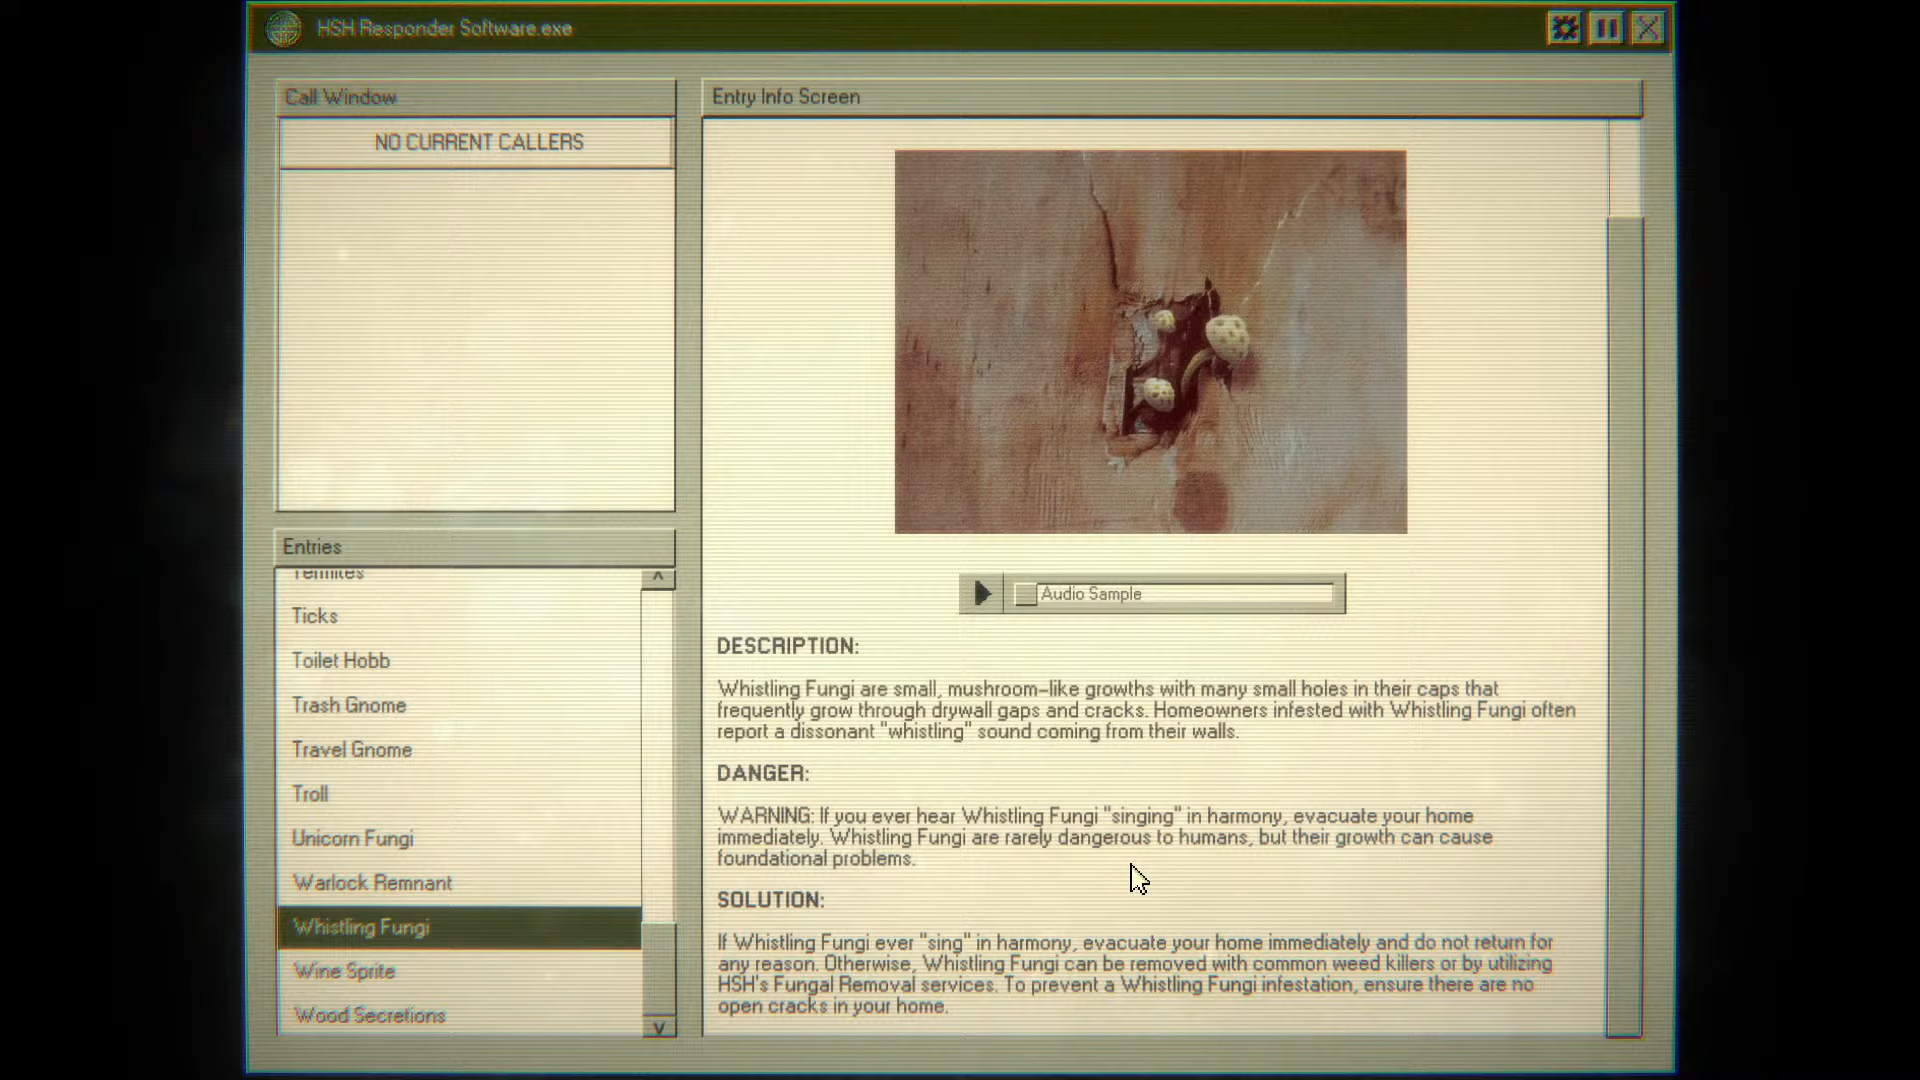 HSH Responder Software.exe
Call Window
NO CURRENT CALLERS
Entries
Termites
Ticks
Toilet Hobb
Trash Gnome
Travel Gnome
Troll
Unicorn Fungi
Warlock Remnant
Whistling Fungi
Wine Sprite
Wood Secretions
Entry Info Screen
Audio Sample
DESCRIPTION:
Whistling Fungi are small, mushroom-like growths with many small holes in their caps that
frequently grow through drywall gaps and cracks. Homeowners infested with Whistling Fungi often
report a dissonant "whistling" sound coming from their walls.
DANGER:
WARNING: If you ever hear Whistling Fungi "singing" in harmony, evacuate your home
immediately. Whistling Fungi are rarely dangerous to humans, but their growth can cause
foundational problems.
SOLUTION:
If Whistling Fungi ever "sing" in harmony, evacuate your home immediately and do not return for
any reason. Otherwise, Whistling Fungi can be removed with common weed killers or by utilizing
HSH's Fungal Removal services. To prevent a Whistling Fungi infestation, ensure there are no
open cracks in your home.